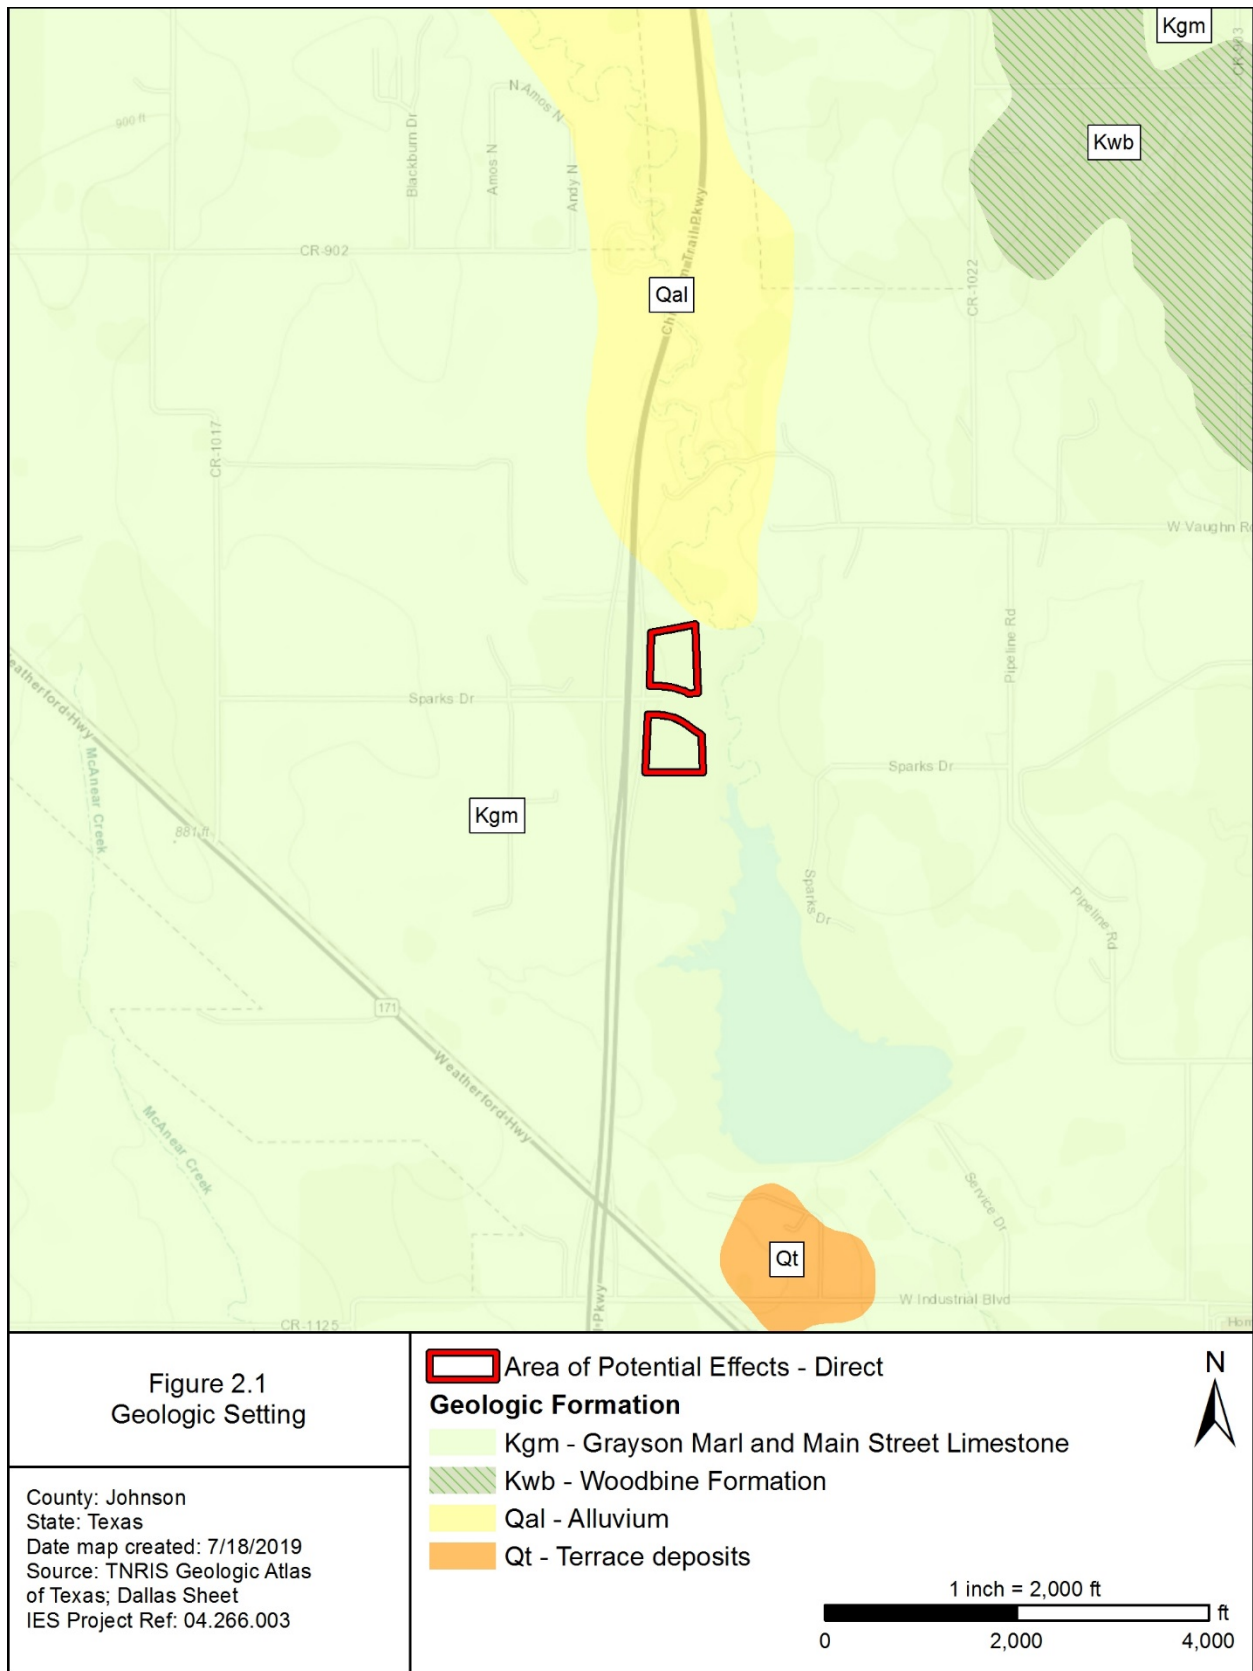 Kgm
CR-903
N Amos N
900 ft
Blackburn Dr
Amos N
Andy N
Kwb
CR-902
Qal
CR-1022
CR-1017
W Vaughn Rd
Pipeline Rd
Sparks Dr
Weatherford Hwy
McAnear Creek
Sparks Dr
Kgm
881 ft
Sparks Dr
Pipeline Rd
171
Weatherford Hwy
McAnear Creek
Service Dr
Qt
W Industrial Blvd
Pkwy
CR-1125
Figure 2.1
Geologic Setting
County: Johnson
State: Texas
Date map created: 7/18/2019
Source: TNRIS Geologic Atlas
of Texas; Dallas Sheet
IES Project Ref: 04.266.003
Area of Potential Effects - Direct
Geologic Formation
Kgm - Grayson Marl and Main Street Limestone
Kwb - Woodbine Formation
Qal - Alluvium
Qt - Terrace deposits
N
1 inch = 2,000 ft
ft
0 2,000 4,000